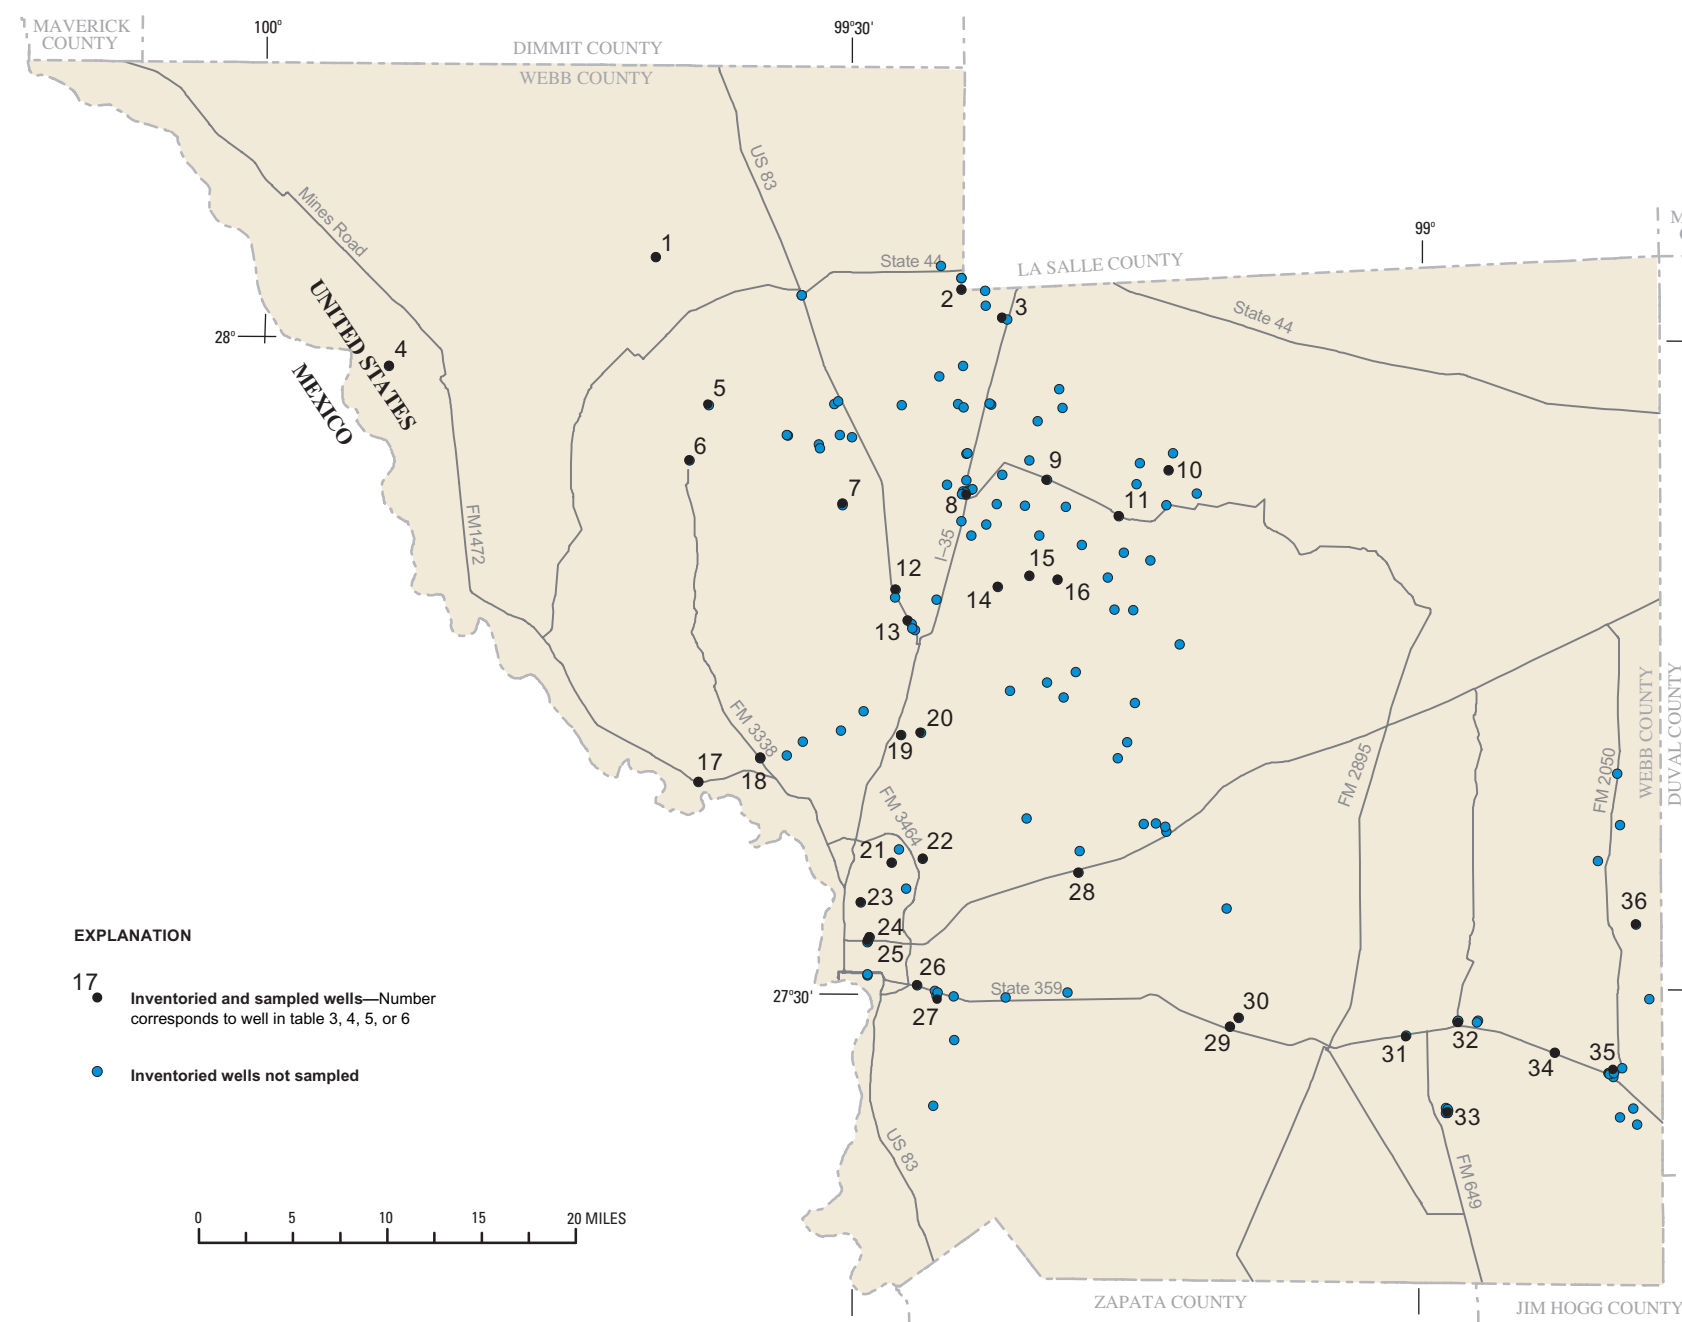 MAVERICK
COUNTY
100°
99°30'
DIMMIT COUNTY
WEBB COUNTY
US 83
Mines Road
99°
1
State 44
LA SALLE COUNTY
2
3
State 44
UNITED STATES
MEXICO
28°
4
5
6
7
8
9
10
11
FM1472
I–35
12
13
14
15
16
FM 3338
17
18
19
20
FM 2895
FM 2050
WEBB COUNTY
DUVAL COUNTY
FM 3464
21
22
23
24
25
26
27
28
36
27°30'
State 359
29
30
31
32
33
34
35
US 83
FM 649
EXPLANATION
17
Inventoried and sampled wells—Number
corresponds to well in table 3, 4, 5, or 6
Inventoried wells not sampled
0 5 10 15 20 MILES
ZAPATA COUNTY
JIM HOGG COUNTY